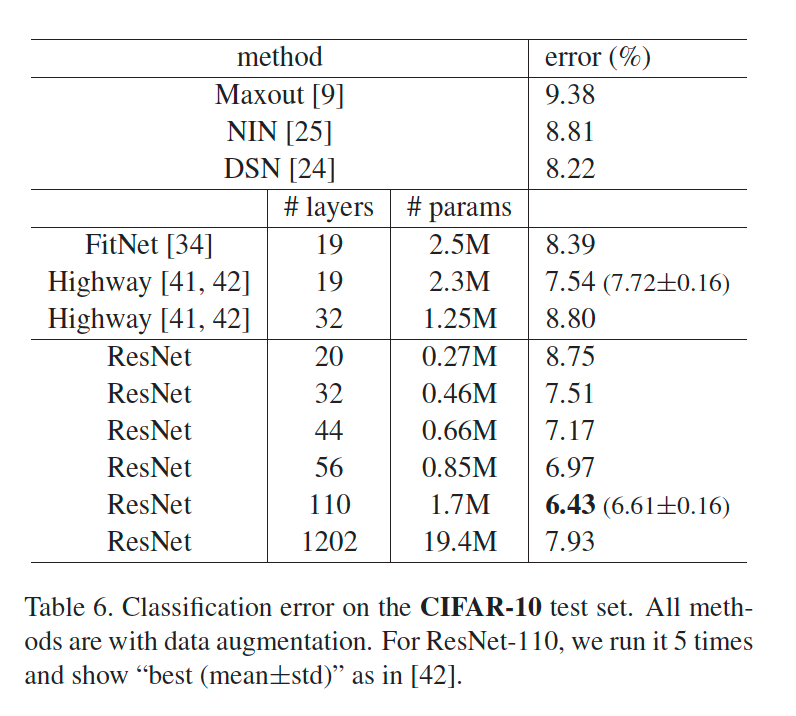 method error (%)
Maxout [9] 9.38
NIN [25] 8.81
DSN [24] 8.22
# layers # params
FitNet [34] 19 2.5M 8.39
Highway [41, 42] 19 2.3M 7.54 (7.72±0.16)
Highway [41, 42] 32 1.25M 8.80
ResNet 20 0.27M 8.75
ResNet 32 0.46M 7.51
ResNet 44 0.66M 7.17
ResNet 56 0.85M 6.97
ResNet 110 1.7M 6.43 (6.61±0.16)
ResNet 1202 19.4M 7.93
Table 6. Classification error on the CIFAR-10 test set. All meth-
ods are with data augmentation. For ResNet-110, we run it 5 times
and show “best (mean±std)” as in [42].